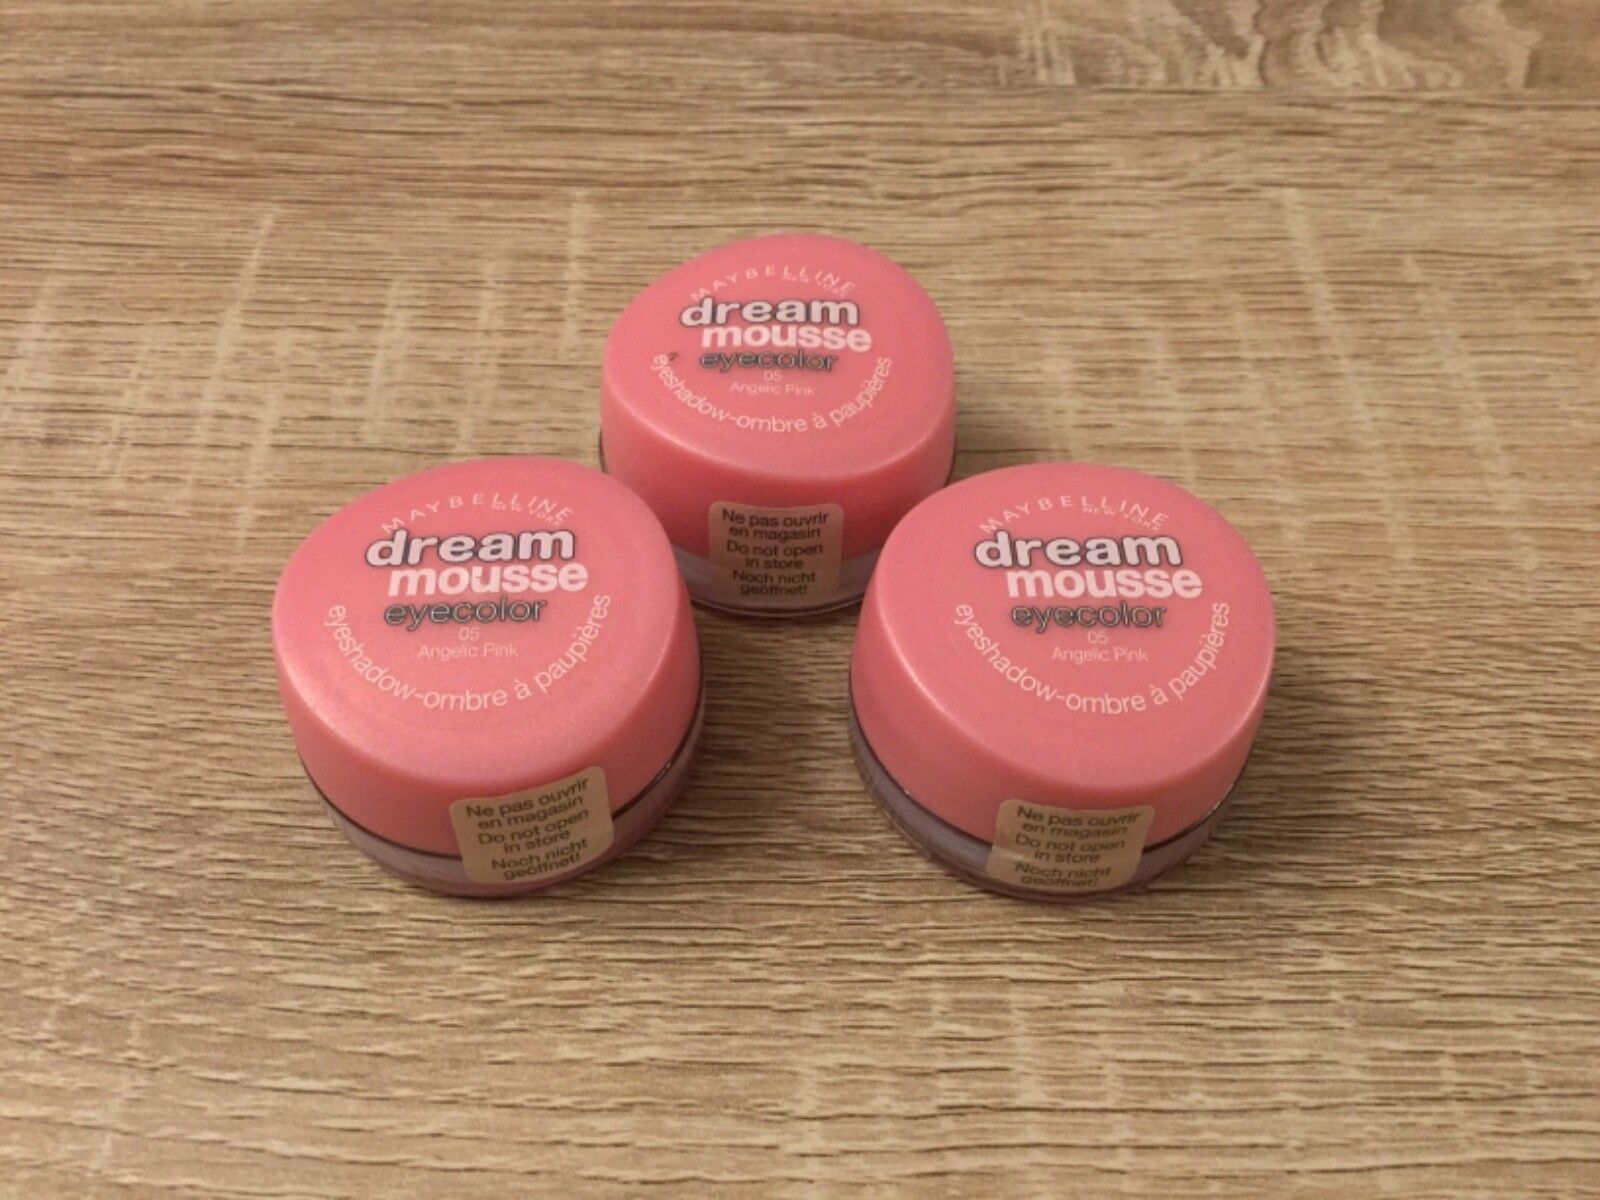 MAYBELLINE
NEW YORK
dream
mousse
eyecolor
05
Angelic Pink
eyeshadow-ombre à paupières
Ne pas ouvrir
en magasin
Do not open
in store
Noch nicht
geöffnet!
MAYBELLINE
NEW YORK
dream
mousse
eyecolor
05
Angelic Pink
eyeshadow-ombre à paupières
Ne pas ouvrir
en magasin
Do not open
in store
Noch nicht
geöffnet!
MAYBELLINE
NEW YORK
dream
mousse
eyecolor
05
Angelic Pink
eyeshadow-ombre à paupières
Ne pas ouvrir
en magasin
Do not open
in store
Noch nicht
geöffnet!